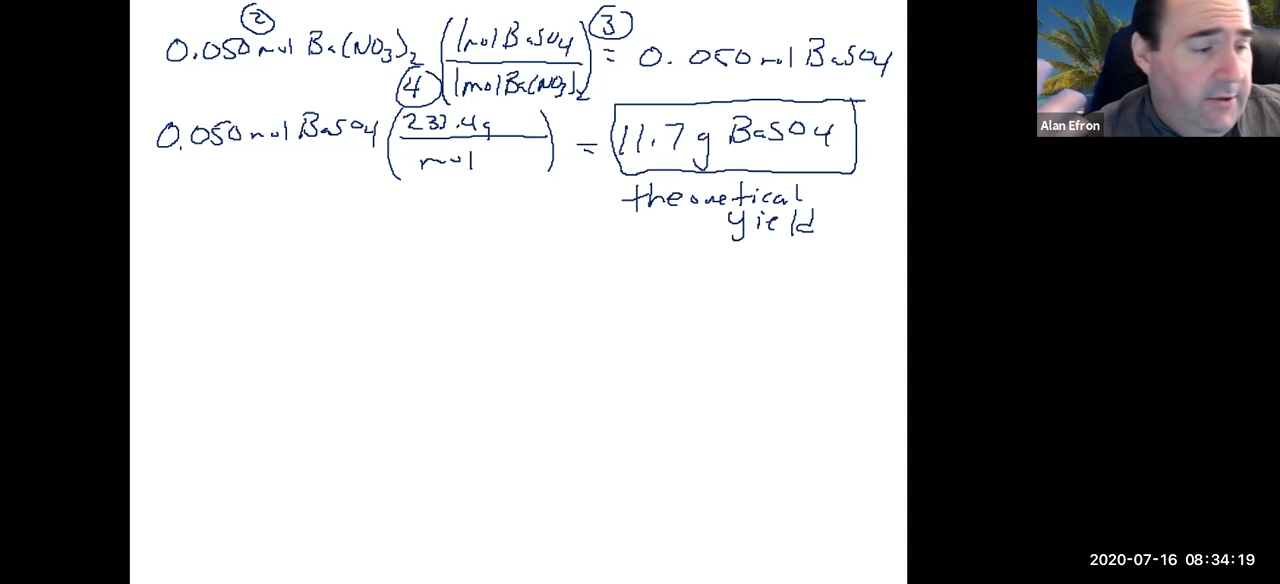 ②
0.050 mol Ba(NO3)2 (1 mol BaSO4 / 1 mol Ba(NO3)2) = 0.050 mol BaSO4
③
④
0.050 mol BaSO4 (233.4g / mol) = 11.7 g BaSO4
theoretical
yield
Alan Efron
2020-07-16 08:34:19